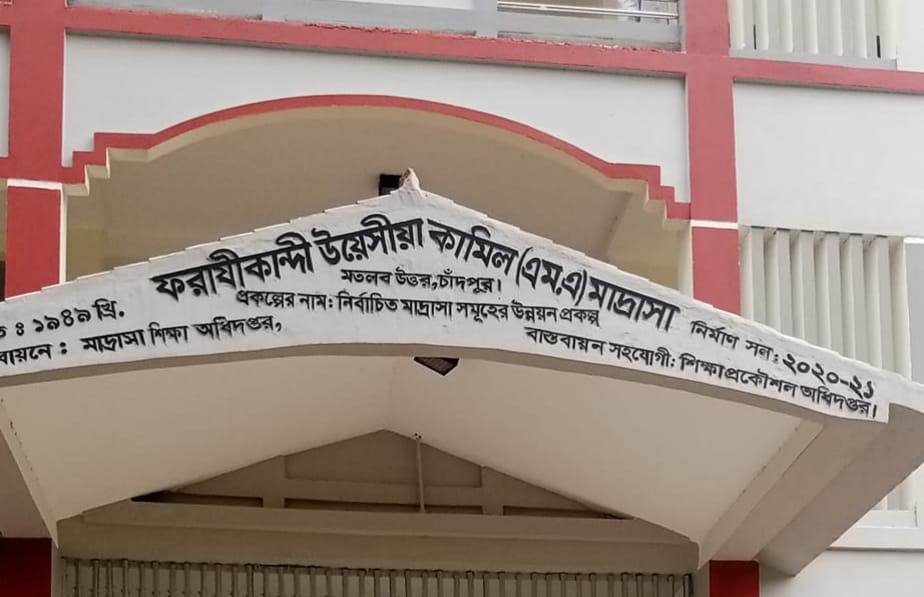 ফরাযীকান্দী উয়েসীয়া কামিল (এম,এ) মাদ্রাসা
মতলব উত্তর,চাঁদপুর।
ঃ ১৯৪৯ খ্রি. প্রকল্পের নাম: নির্বাচিত মাদ্রাসা সমূহের উন্নয়ন প্রকল্প নির্মাণ সন: ২০২০-২১
মাদ্রাসা শিক্ষা অধিদপ্তর, বাস্তবায়ন সহযোগী: শিক্ষাপ্রকৌশল অধিদপ্তর।